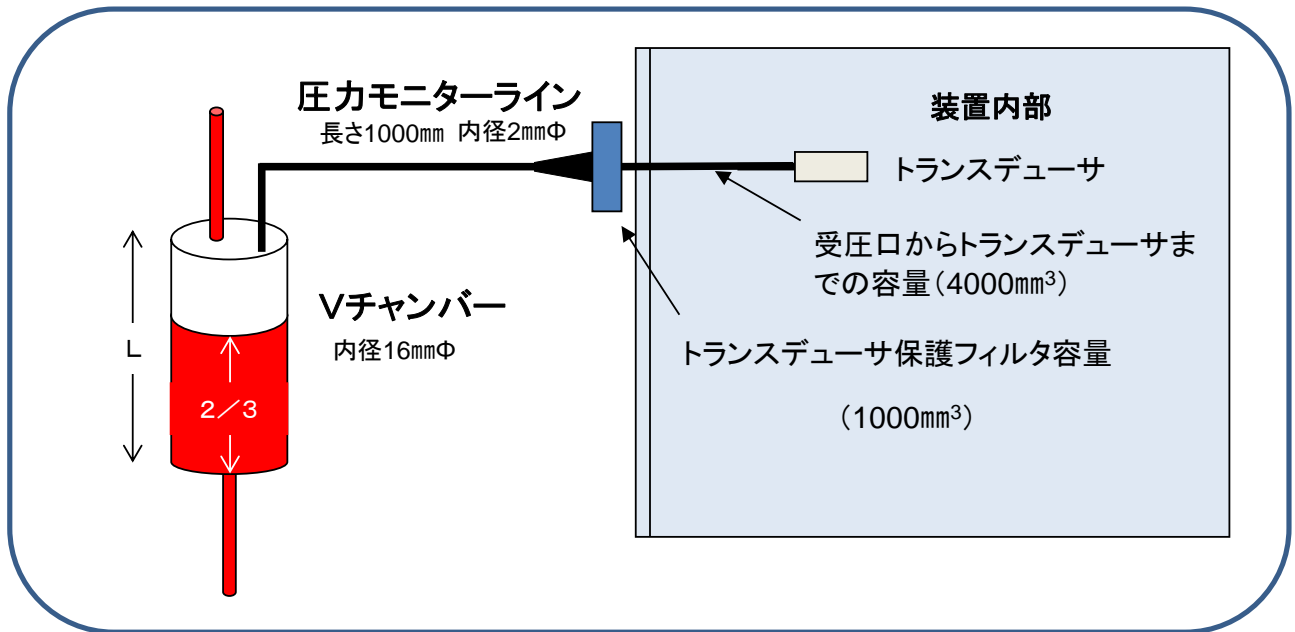 圧力モニターライン
長さ1000㎜ 内径2㎜Φ
装置内部
トランスデューサ
受圧口からトランスデューサま
での容量(4000㎜³)
Vチャンバー
内径16㎜Φ
L
2/3
トランスデューサ保護フィルタ容量
(1000㎜³)